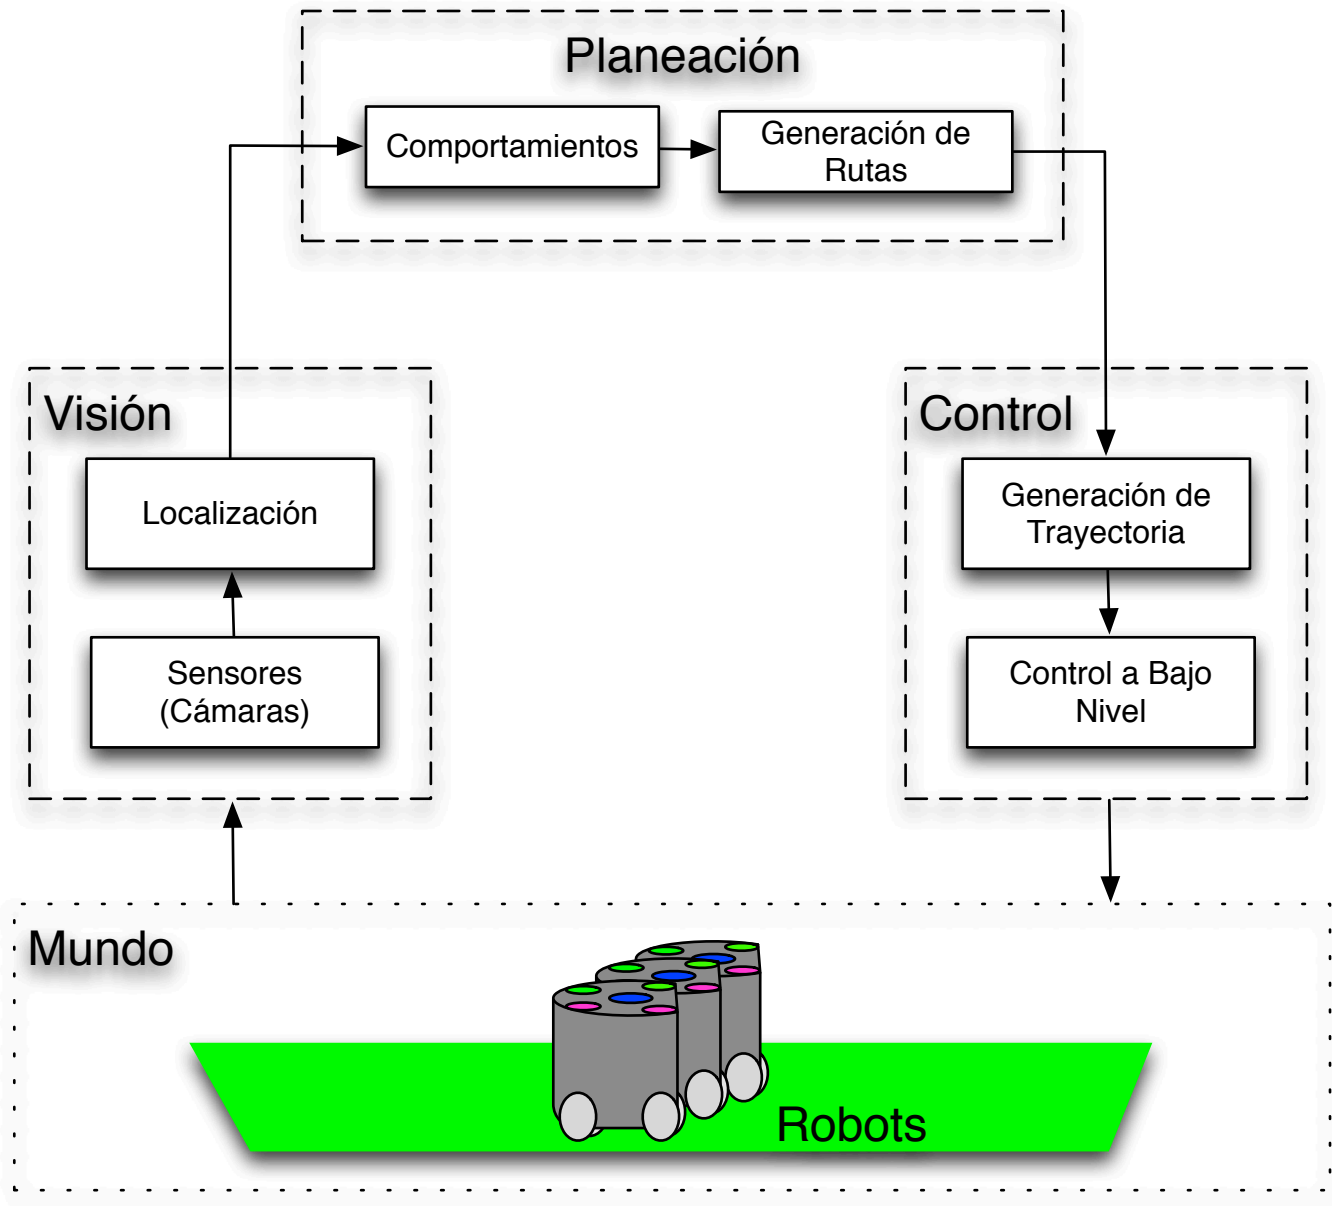 Planeación
Comportamientos
Generación de
Rutas
Visión
Localización
Sensores
(Cámaras)
Control
Generación de
Trayectoria
Control a Bajo
Nivel
Mundo
Robots